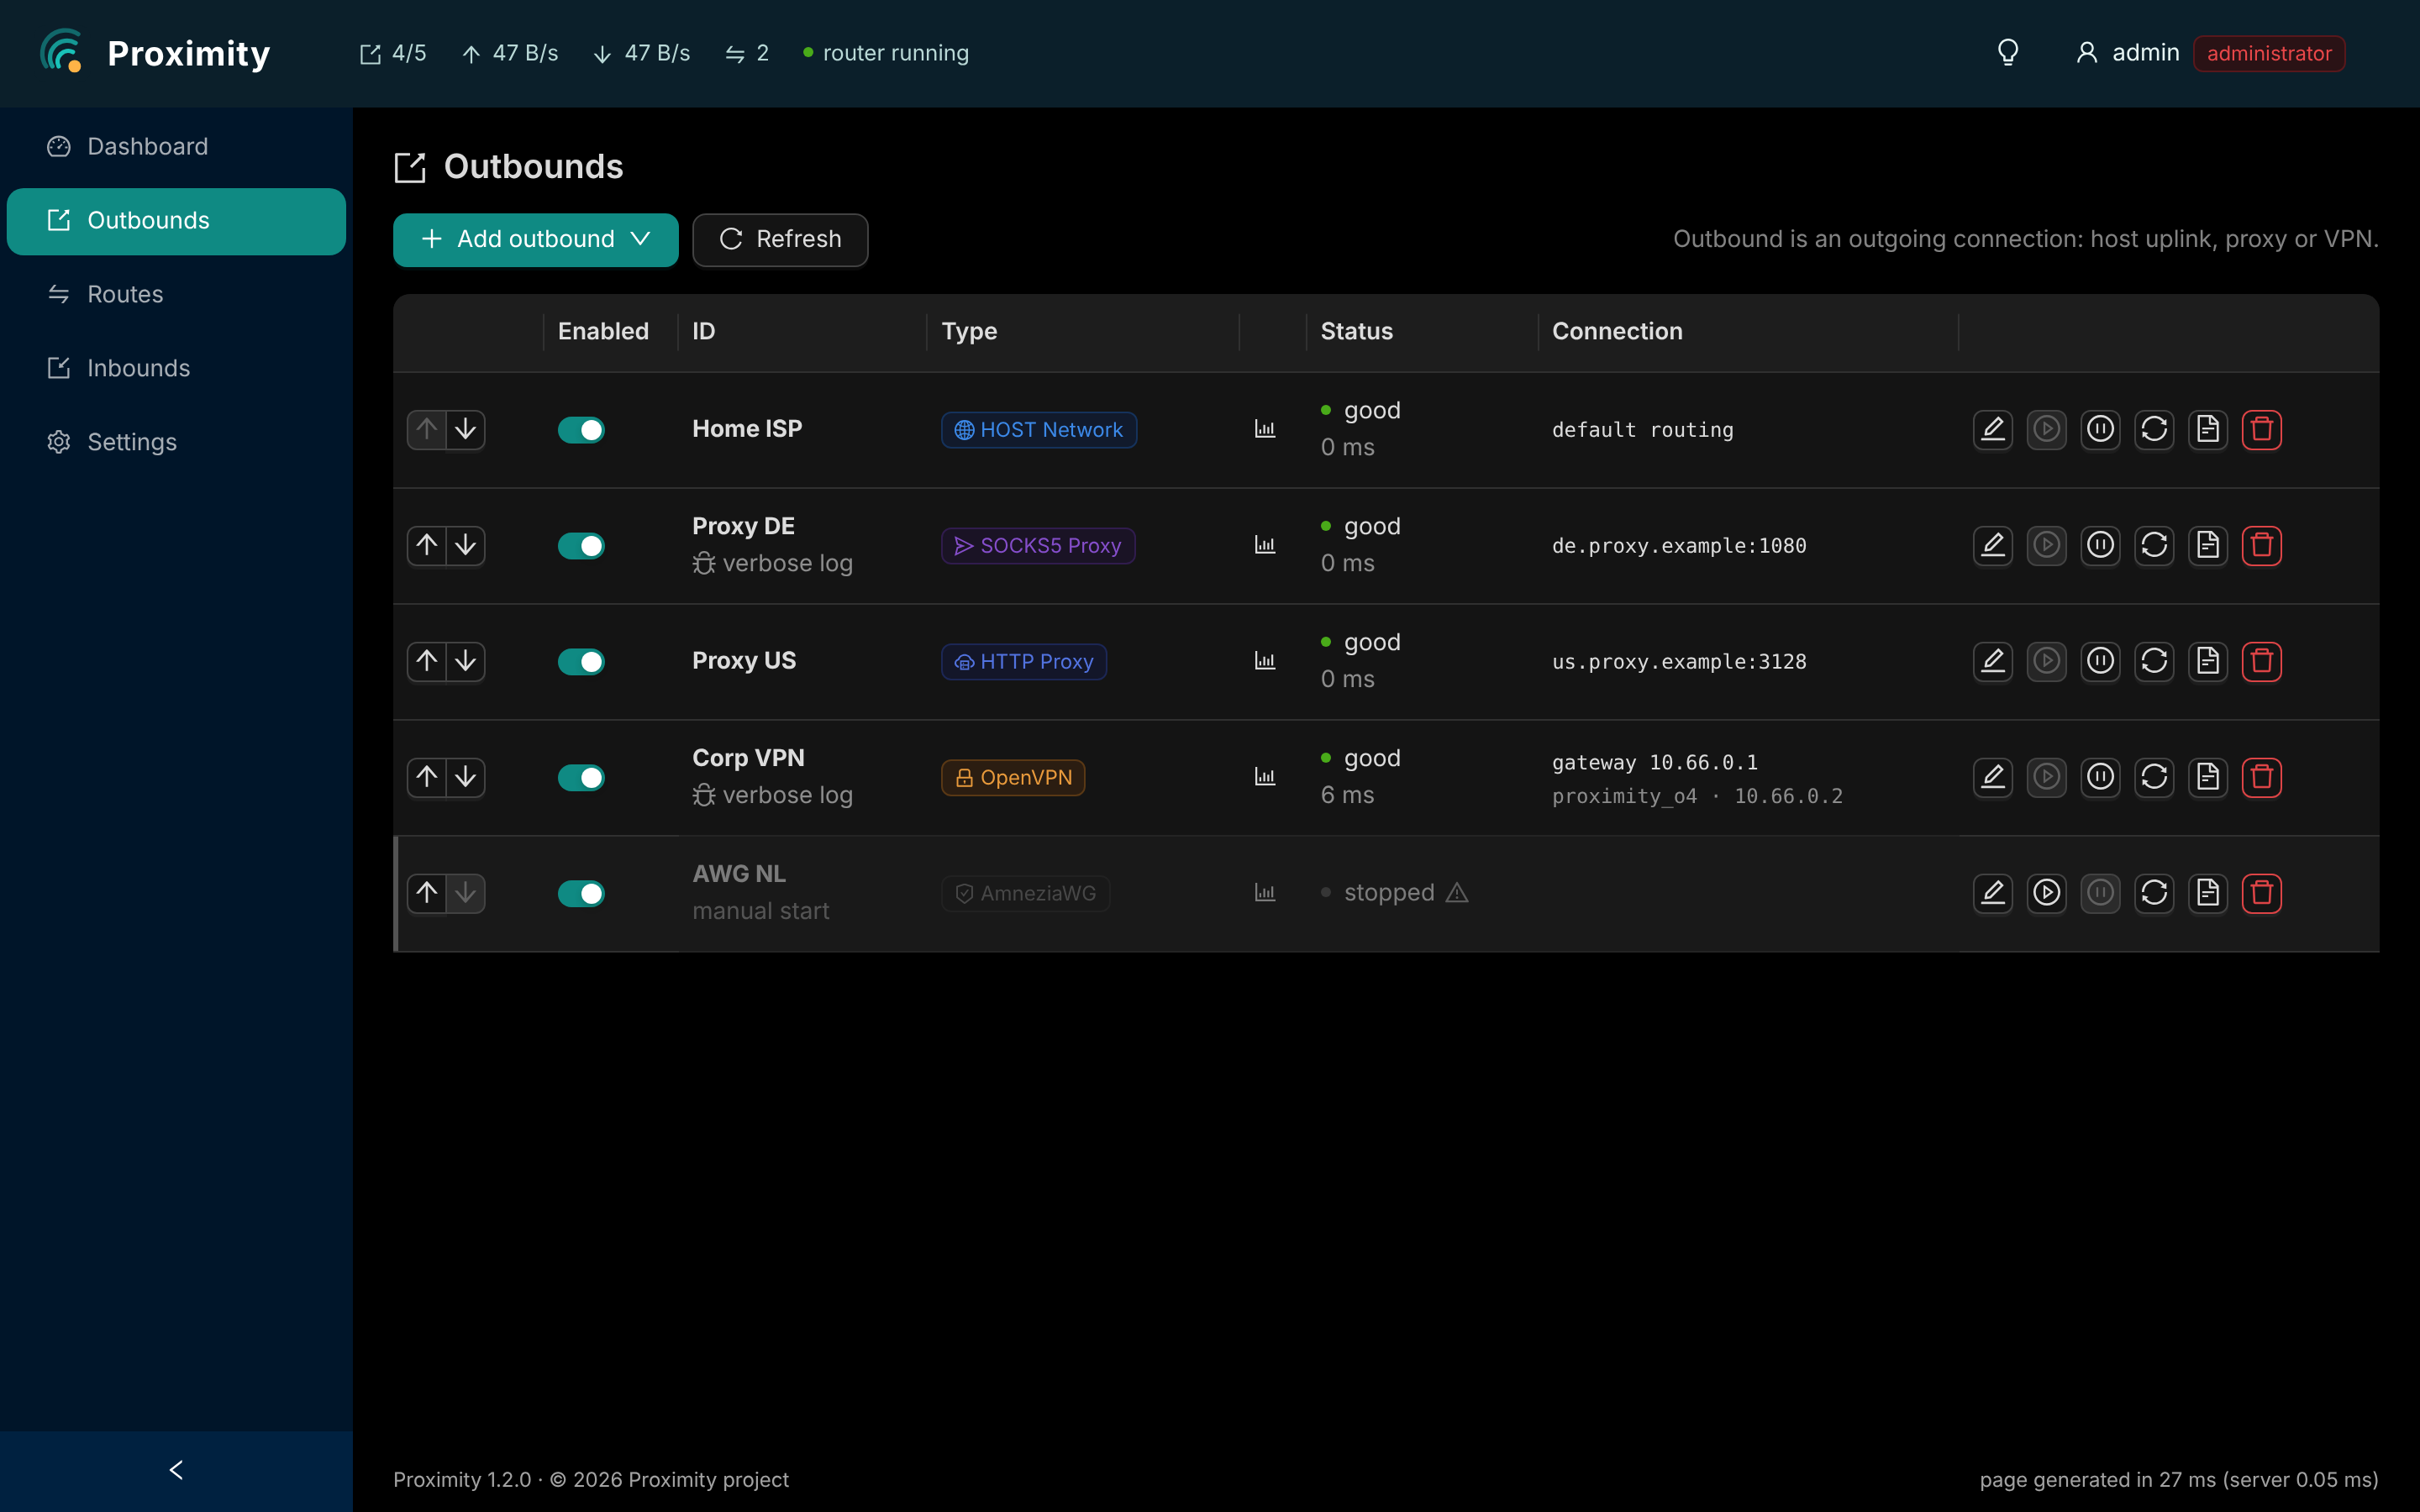 Proximity
4/5 47 B/s 47 B/s 2 router running
admin administrator
Dashboard
Outbounds
Routes
Inbounds
Settings
Outbounds
Add outbound Refresh
Outbound is an outgoing connection: host uplink, proxy or VPN.
Enabled ID Type Status Connection
Home ISP HOST Network good 0 ms default routing
Proxy DE verbose log SOCKS5 Proxy good 0 ms de.proxy.example:1080
Proxy US HTTP Proxy good 0 ms us.proxy.example:3128
Corp VPN verbose log OpenVPN good 6 ms gateway 10.66.0.1 proximity_o4 · 10.66.0.2
AWG NL manual start AmneziaWG stopped
Proximity 1.2.0 · © 2026 Proximity project
page generated in 27 ms (server 0.05 ms)